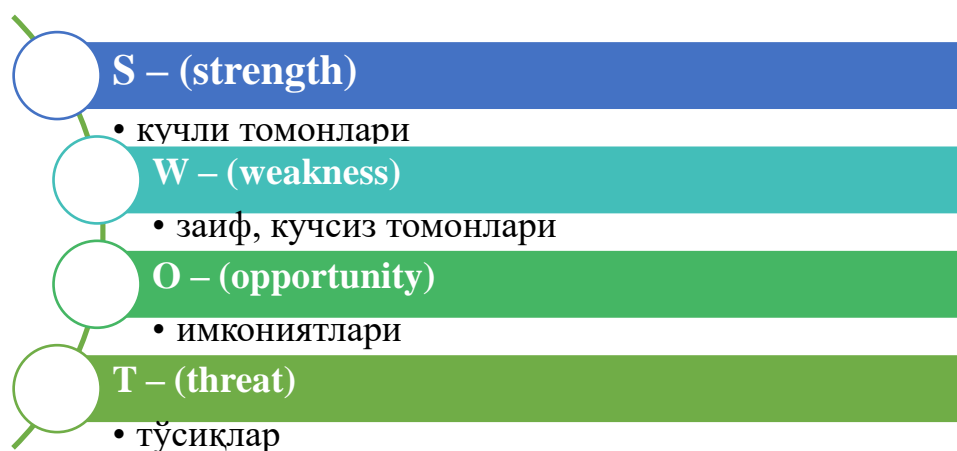 S – (strength)
• кучли томонлари
W – (weakness)
• заиф, кучсиз томонлари
O – (opportunity)
• имкониятлари
T – (threat)
• тўсиқлар